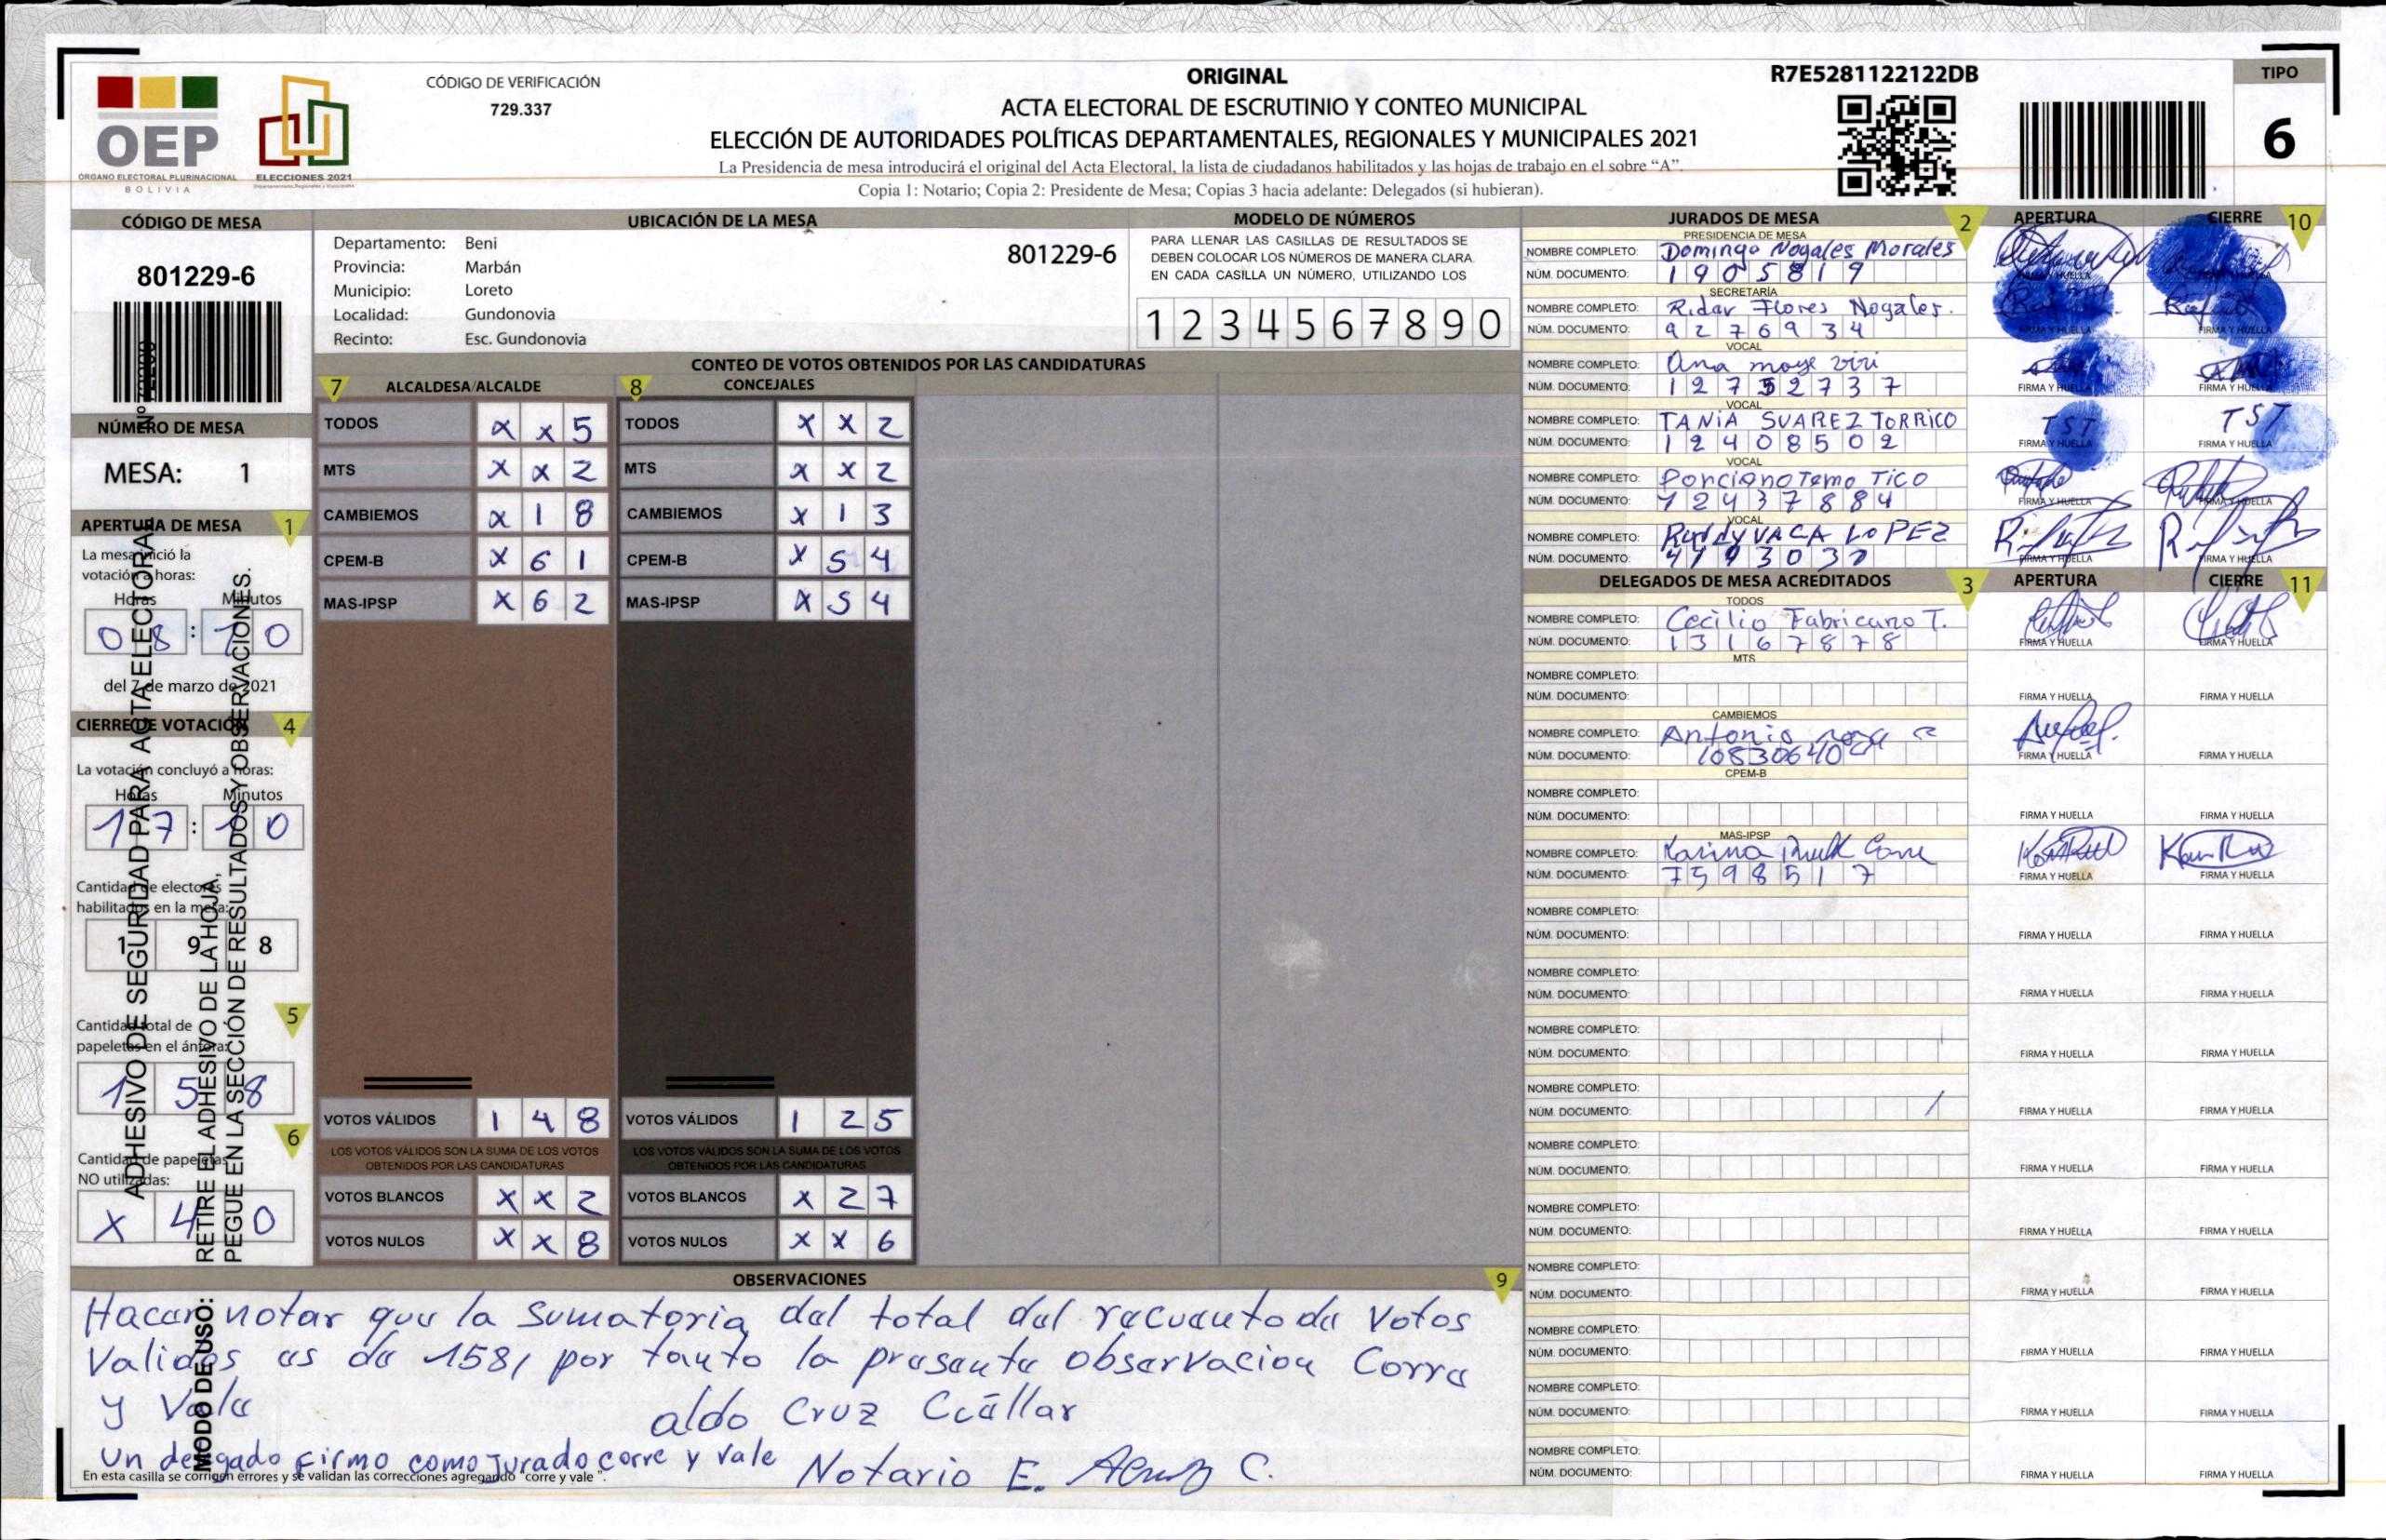 OEP
ÓRGANO ELECTORAL PLURINACIONAL
BOLIVIA
ELECCIONES 2021
Departamentales, Regionales y Municipales
CÓDIGO DE VERIFICACIÓN
729.337
ORIGINAL
ACTA ELECTORAL DE ESCRUTINIO Y CONTEO MUNICIPAL
ELECCIÓN DE AUTORIDADES POLÍTICAS DEPARTAMENTALES, REGIONALES Y MUNICIPALES 2021
La Presidencia de mesa introducirá el original del Acta Electoral, la lista de ciudadanos habilitados y las hojas de trabajo en el sobre "A".
Copia 1: Notario; Copia 2: Presidente de Mesa; Copias 3 hacia adelante: Delegados (si hubieran).
R7E5281122122DB
TIPO
6
CÓDIGO DE MESA
801229-6
NÚMERO DE MESA
MESA: 1
APERTURA DE MESA 1
La mesa inició la
votación a horas:
Horas Minutos
08:10
del 7 de marzo de 2021
CIERRE DE VOTACIÓN 4
La votación concluyó a horas:
Horas Minutos
17:10
Cantidad de electores
habilitados en la mesa:
1 9 8
5
Cantidad total de
papeletas en el ánfora:
1 5 8
6
Cantidad de papeletas
NO utilizadas:
X 4 0
ADHESIVO DE SEGURIDAD PARA ACTA ELECTORAL
MODO DE USO: RETIRE EL ADHESIVO DE LA HOJA,
PEGUE EN LA SECCIÓN DE RESULTADOS Y OBSERVACIONES.
UBICACIÓN DE LA MESA
Departamento: Beni
801229-6
Provincia: Marbán
Municipio: Loreto
Localidad: Gundonovia
Recinto: Esc. Gundonovia
MODELO DE NÚMEROS
PARA LLENAR LAS CASILLAS DE RESULTADOS SE
DEBEN COLOCAR LOS NÚMEROS DE MANERA CLARA
EN CADA CASILLA UN NÚMERO, UTILIZANDO LOS
1 2 3 4 5 6 7 8 9 0
CONTEO DE VOTOS OBTENIDOS POR LAS CANDIDATURAS
7 ALCALDESA/ALCALDE
TODOS X X 5
MTS X X 2
CAMBIEMOS X 1 8
CPEM-B X 6 1
MAS-IPSP X 6 2
VOTOS VÁLIDOS 1 4 8
LOS VOTOS VÁLIDOS SON LA SUMA DE LOS VOTOS
OBTENIDOS POR LAS CANDIDATURAS
VOTOS BLANCOS X X 2
VOTOS NULOS X X 8
8 CONCEJALES
TODOS X X 2
MTS X X 2
CAMBIEMOS X 1 3
CPEM-B X 5 4
MAS-IPSP X 5 4
VOTOS VÁLIDOS 1 2 5
LOS VOTOS VÁLIDOS SON LA SUMA DE LOS VOTOS
OBTENIDOS POR LAS CANDIDATURAS
VOTOS BLANCOS X 2 7
VOTOS NULOS X X 6
OBSERVACIONES 9
Hacer notar que la sumatoria del total del recuento de votos
Validos es de 158, por tanto la presente observacion Corre
y Vale aldo Cruz Cuéllar
Un delegado firmo como Jurado corre y vale Notario E.
En esta casilla se corrigen errores y se validan las correcciones agregando "corre y vale".
JURADOS DE MESA 2 APERTURA CIERRE 10
PRESIDENCIA DE MESA
NOMBRE COMPLETO: Domingo Nogales Morales
NÚM. DOCUMENTO: 1905819
SECRETARÍA
NOMBRE COMPLETO: Ridar Flores Nogales.
NÚM. DOCUMENTO: 9276934
FIRMA Y HUELLA FIRMA Y HUELLA
VOCAL
NOMBRE COMPLETO: Ana moye viri
NÚM. DOCUMENTO: 12752737
FIRMA Y HUELLA FIRMA Y HUELLA
VOCAL
NOMBRE COMPLETO: TANIA SUAREZ TORRICO
TST TST
NÚM. DOCUMENTO: 12408502
FIRMA Y HUELLA FIRMA Y HUELLA
VOCAL
NOMBRE COMPLETO: Porciano Temo Tico
NÚM. DOCUMENTO: 12437884
FIRMA Y HUELLA FIRMA Y HUELLA
VOCAL
NOMBRE COMPLETO: Ruddy VACA LOPEZ
NÚM. DOCUMENTO:
FIRMA Y HUELLA FIRMA Y HUELLA
DELEGADOS DE MESA ACREDITADOS 3 APERTURA CIERRE 11
TODOS
NOMBRE COMPLETO: Cecilio Fabricano T.
NÚM. DOCUMENTO: 13167878
FIRMA Y HUELLA FIRMA Y HUELLA
MTS
NOMBRE COMPLETO:
NÚM. DOCUMENTO:
FIRMA Y HUELLA FIRMA Y HUELLA
CAMBIEMOS
NOMBRE COMPLETO: Antonio
NÚM. DOCUMENTO: 10830640
FIRMA Y HUELLA FIRMA Y HUELLA
CPEM-B
NOMBRE COMPLETO:
NÚM. DOCUMENTO:
FIRMA Y HUELLA FIRMA Y HUELLA
MAS-IPSP
NOMBRE COMPLETO: Karina
NÚM. DOCUMENTO: 7598517
FIRMA Y HUELLA FIRMA Y HUELLA
NOMBRE COMPLETO:
NÚM. DOCUMENTO:
FIRMA Y HUELLA FIRMA Y HUELLA
NOMBRE COMPLETO:
NÚM. DOCUMENTO:
FIRMA Y HUELLA FIRMA Y HUELLA
NOMBRE COMPLETO:
NÚM. DOCUMENTO:
FIRMA Y HUELLA FIRMA Y HUELLA
NOMBRE COMPLETO:
NÚM. DOCUMENTO:
FIRMA Y HUELLA FIRMA Y HUELLA
NOMBRE COMPLETO:
NÚM. DOCUMENTO:
FIRMA Y HUELLA FIRMA Y HUELLA
NOMBRE COMPLETO:
NÚM. DOCUMENTO:
FIRMA Y HUELLA FIRMA Y HUELLA
NOMBRE COMPLETO:
NÚM. DOCUMENTO:
FIRMA Y HUELLA FIRMA Y HUELLA
NOMBRE COMPLETO:
NÚM. DOCUMENTO:
FIRMA Y HUELLA FIRMA Y HUELLA
NOMBRE COMPLETO:
NÚM. DOCUMENTO:
FIRMA Y HUELLA FIRMA Y HUELLA
NOMBRE COMPLETO:
NÚM. DOCUMENTO:
FIRMA Y HUELLA FIRMA Y HUELLA